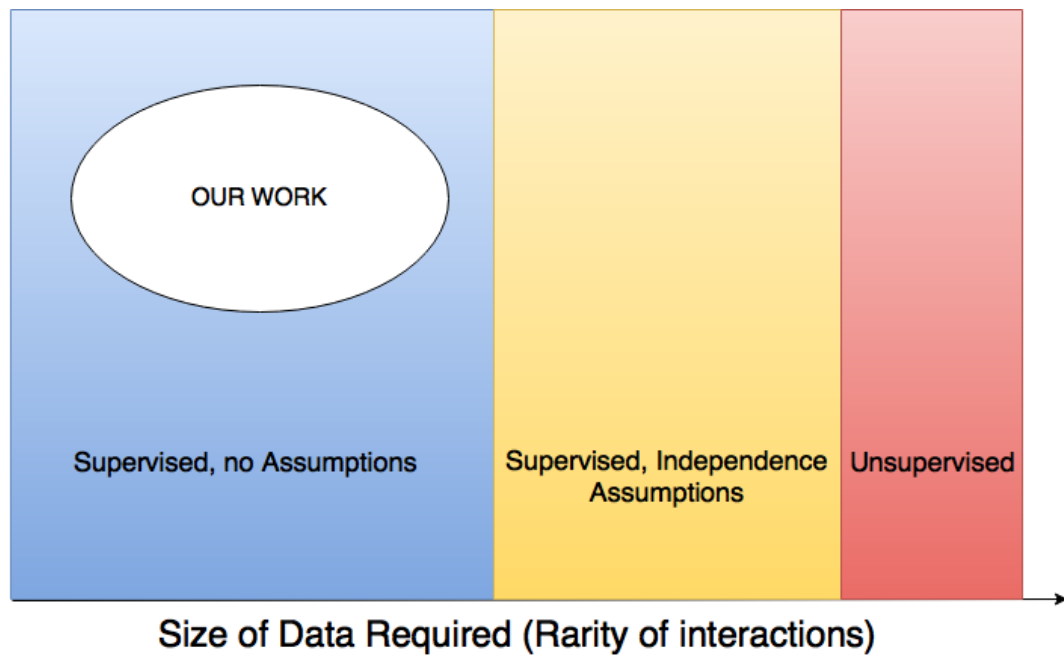 OUR WORK
Supervised, no Assumptions
Supervised, Independence
Assumptions
Unsupervised
Size of Data Required (Rarity of interactions)